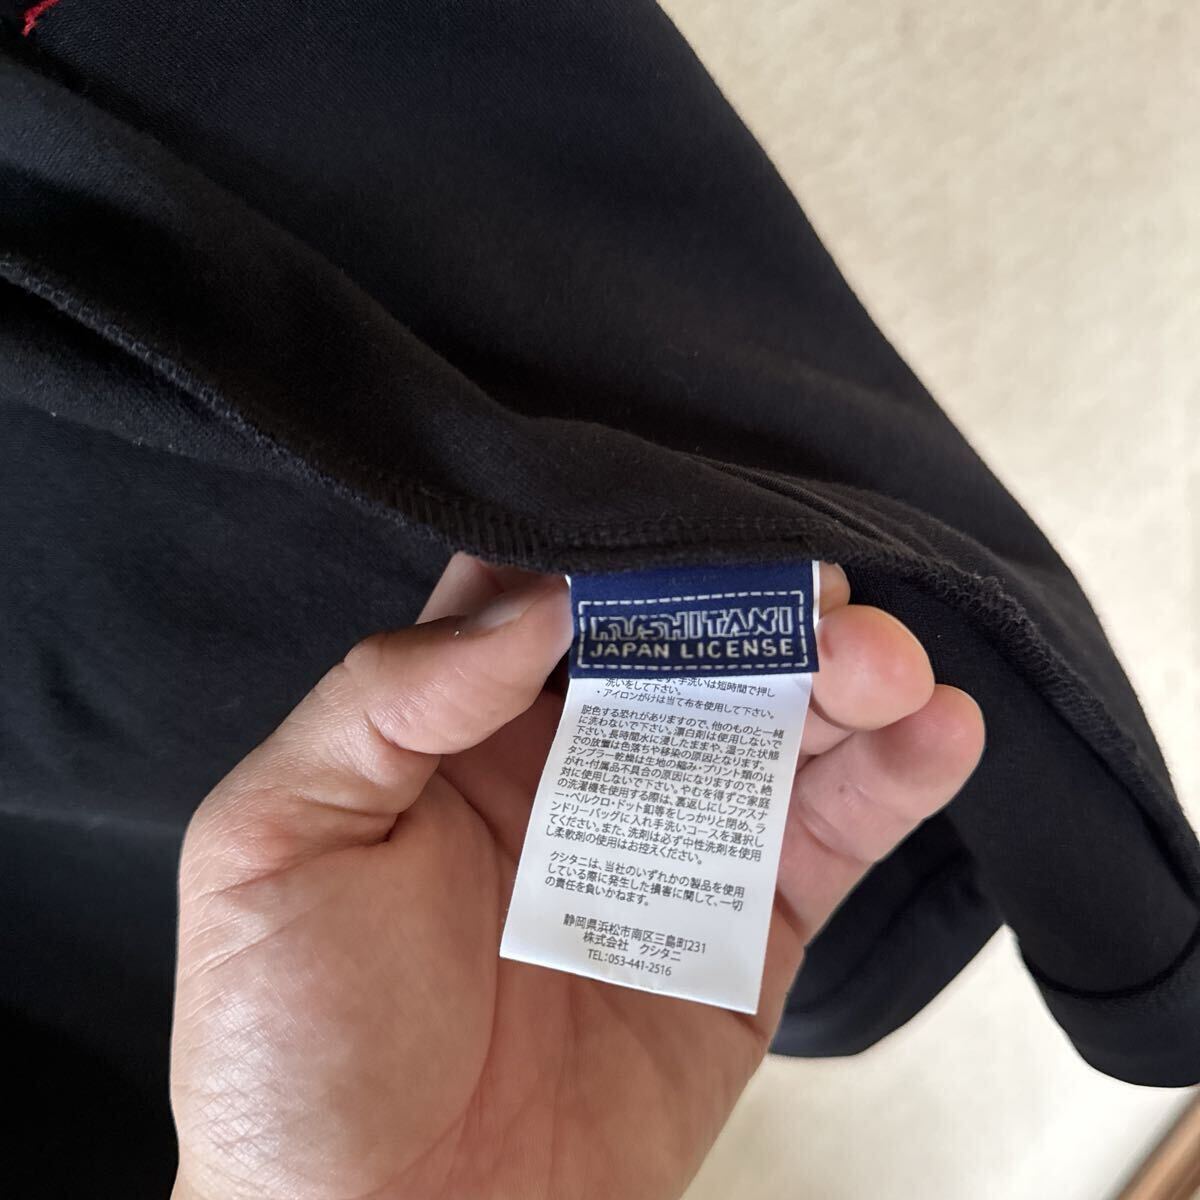 KUSHITANI
JAPAN LICENSE
手洗いは短時間で押し
洗いをして下さい。
・アイロンがけは当て布を使用して下さい。
脱色する恐れがありますので、他のものと一緒
に洗わないで下さい。漂白剤は使用しないで
下さい。長時間水に浸したままや、湿った状態
での放置は色落ちや移染の原因となります。
タンブラー乾燥は生地の縮み・プリント類のは
がれ・付属品不具合の原因になりますので、絶
対に使用しないで下さい。やむを得ずご家庭
の洗濯機を使用する際は、裏返しにしファスナ
ー・ベルクロ・ドット釦等をしっかりと閉め、ラ
ンドリーバッグに入れ手洗いコースを選択し
てください。また、洗剤は必ず中性洗剤を使用
し柔軟剤の使用はお控えください。
クシタニは、当社のいずれかの製品を使用
している際に発生した損害に関して、一切
の責任を負いかねます。
静岡県浜松市南区三島町231
株式会社 クシタニ
TEL:053-441-2516